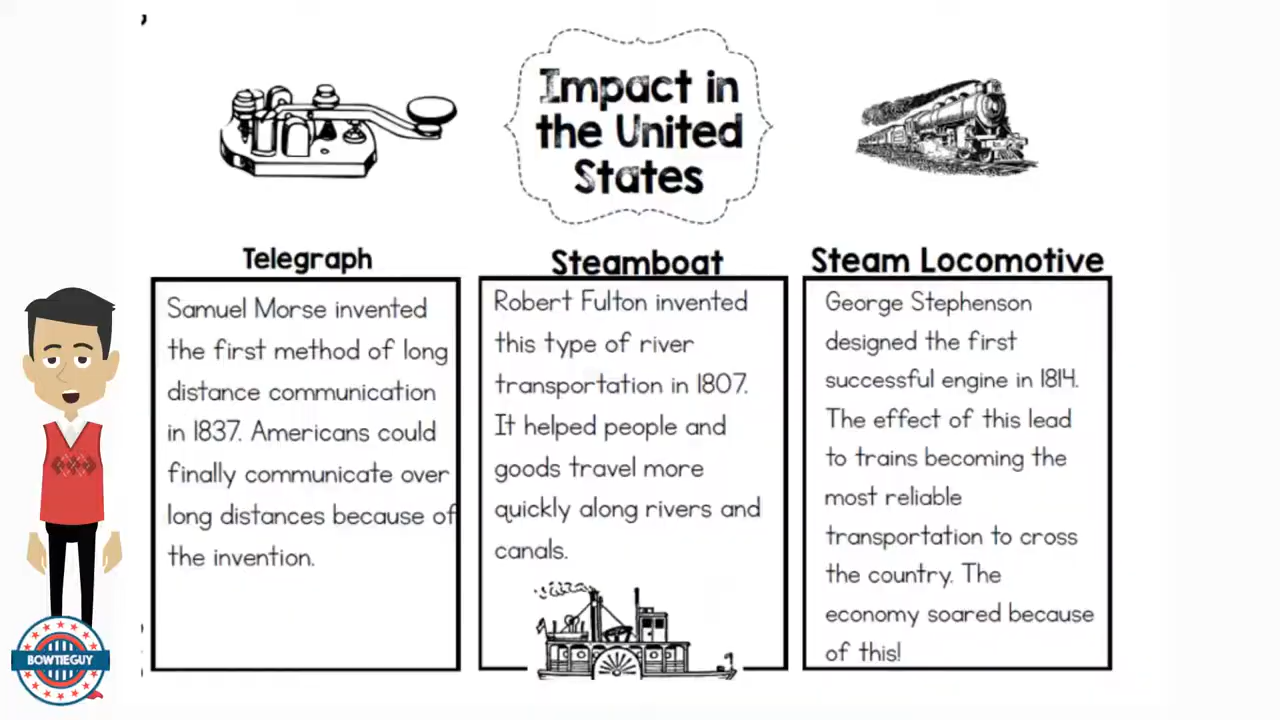 Impact in
the United
States
Telegraph
Samuel Morse invented
the first method of long
distance communication
in 1837. Americans could
finally communicate over
long distances because of
the invention.
Steamboat
Robert Fulton invented
this type of river
transportation in 1807.
It helped people and
goods travel more
quickly along rivers and
canals.
Steam Locomotive
George Stephenson
designed the first
successful engine in 1814.
The effect of this lead
to trains becoming the
most reliable
transportation to cross
the country. The
economy soared because
of this!
BOWTIEGUY